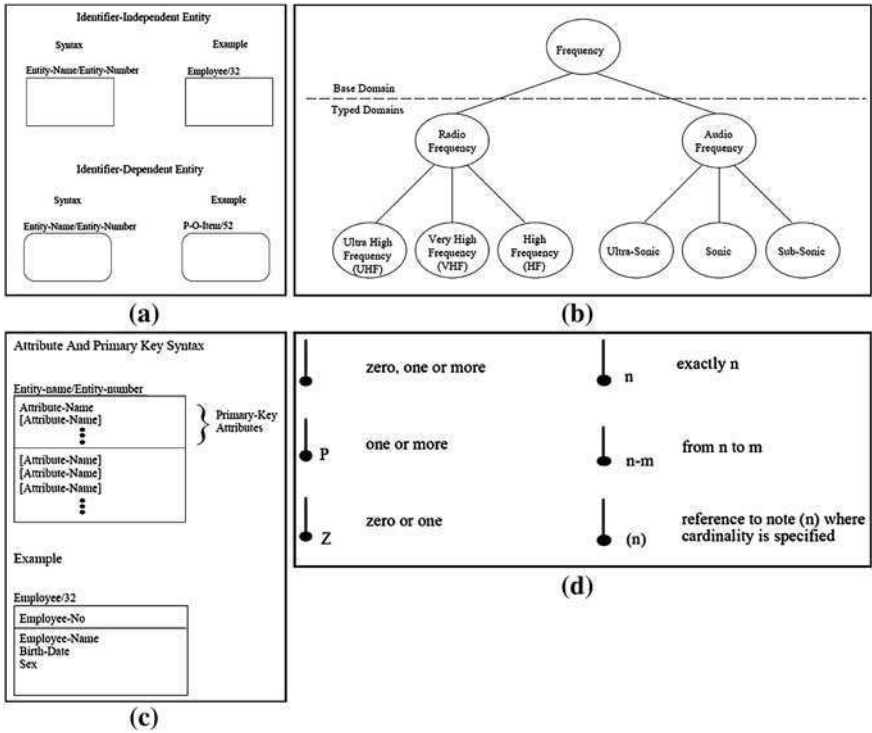 Identifier-Independent Entity
Syntax
Example
Entity-Name/Entity-Number
Employee/32
Identifier-Dependent Entity
Syntax
Example
Entity-Name/Entity-Number
P-O-Item/52
(a)
Frequency
Base Domain
Typed Domains
Radio
Frequency
Audio
Frequency
Ultra High
Frequency
(UHF)
Very High
Frequency
(VHF)
High
Frequency
(HF)
Ultra-Sonic
Sonic
Sub-Sonic
(b)
Attribute And Primary Key Syntax
Entity-name/Entity-number
Attribute-Name
[Attribute-Name]
Primary-Key
Attributes
[Attribute-Name]
[Attribute-Name]
[Attribute-Name]
Example
Employee/32
Employee-No
Employee-Name
Birth-Date
Sex
(c)
zero, one or more
n exactly n
P one or more
n-m from n to m
Z zero or one
(n) reference to note (n) where
cardinality is specified
(d)